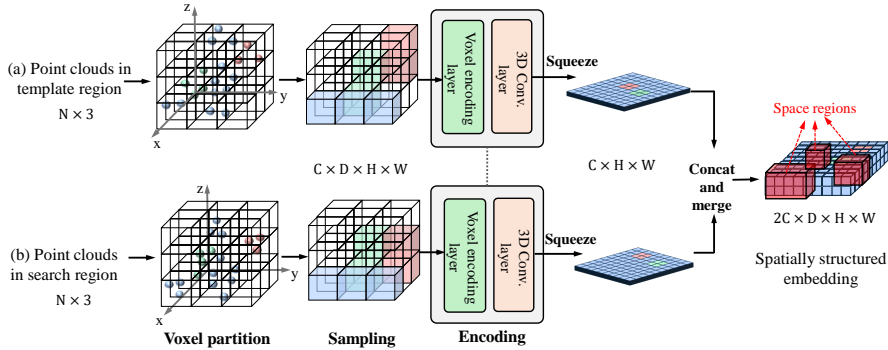 (a) Point clouds in
template region
N × 3
z
y
x
Voxel encoding
layer
3D Conv.
layer
Squeeze
C × D × H × W
C × H × W
Concat
and
merge
Space regions
2C × D × H × W
Spatially structured
embedding
(b) Point clouds
in search region
N × 3
z
y
x
Voxel encoding
layer
3D Conv.
layer
Squeeze
Voxel partition
Sampling
Encoding